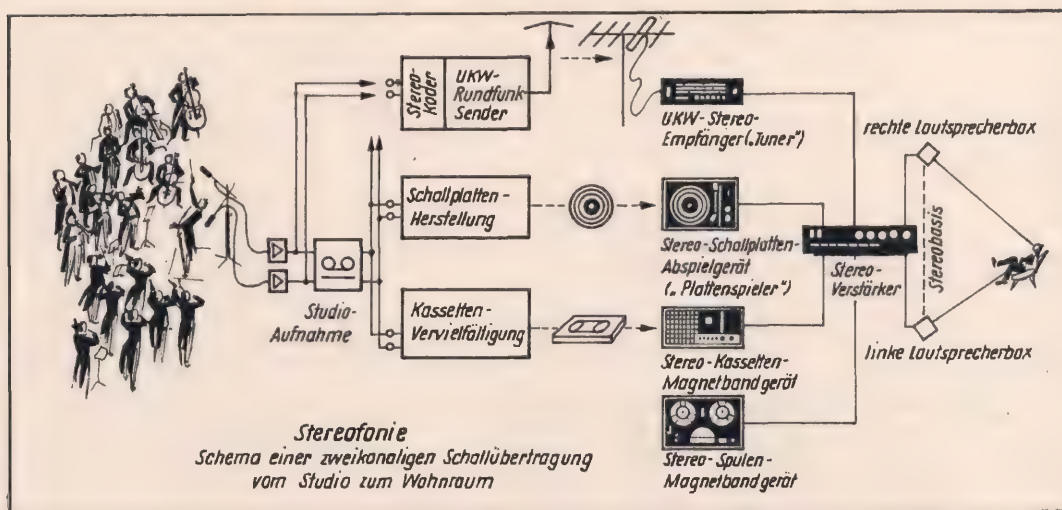 Stereo-
Koder
UKW-
Rundfunk
Sender
UKW-Stereo-
Empfänger („Tuner")
rechte Lautsprecherbox
Schallplatten-
Herstellung
Stereo-Schallplatten-
Abspielgerät
(„Plattenspieler")
Stereo-
Verstärker
Stereobasis
Studio-
Aufnahme
Kassetten-
Vervielfältigung
Stereo-Kassetten-
Magnetbandgerät
linke Lautsprecherbox
Stereo-Spulen-
Magnetbandgerät
Stereofonie
Schema einer zweikanaligen Schallübertragung
vom Studio zum Wohnraum